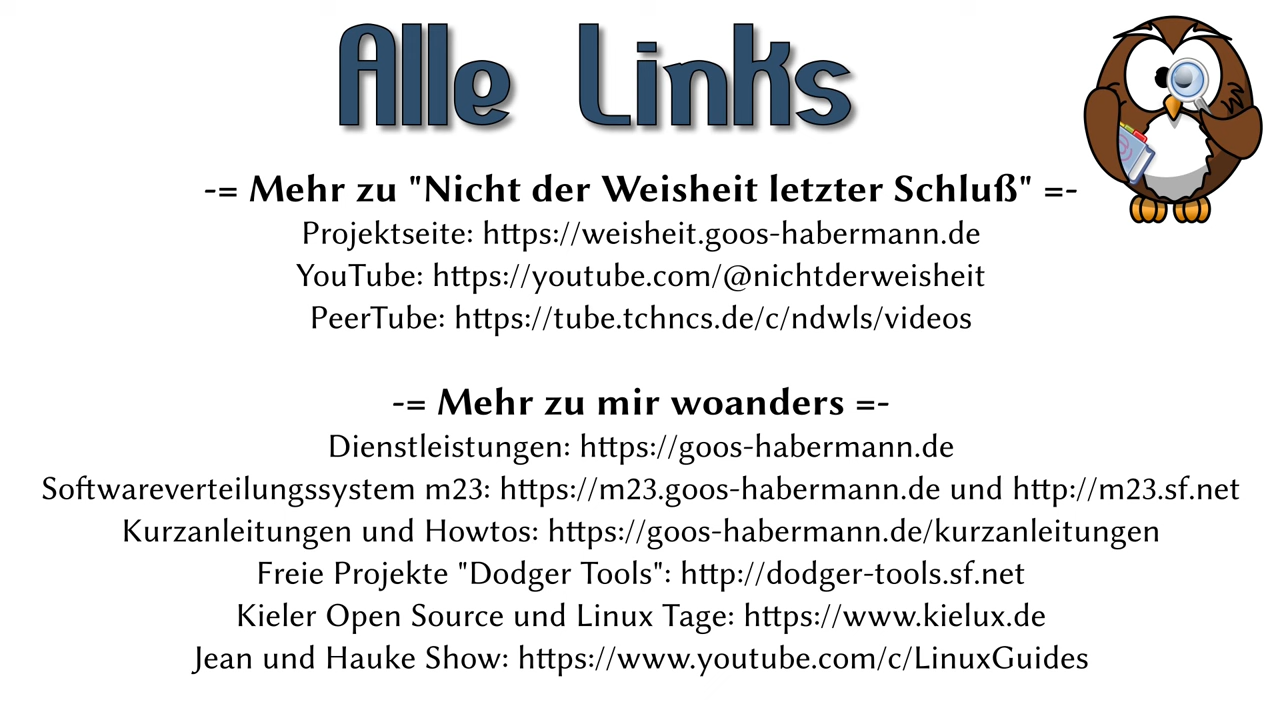 Alle Links
-= Mehr zu "Nicht der Weisheit letzter Schluß" =-
Projektseite: https://weisheit.goos-habermann.de
YouTube: https://youtube.com/@nichtderweisheit
PeerTube: https://tube.tchncs.de/c/ndwls/videos
-= Mehr zu mir woanders =-
Dienstleistungen: https://goos-habermann.de
Softwareverteilungssystem m23: https://m23.goos-habermann.de und http://m23.sf.net
Kurzanleitungen und Howtos: https://goos-habermann.de/kurzanleitungen
Freie Projekte "Dodger Tools": http://dodger-tools.sf.net
Kieler Open Source und Linux Tage: https://www.kielux.de
Jean und Hauke Show: https://www.youtube.com/c/LinuxGuides